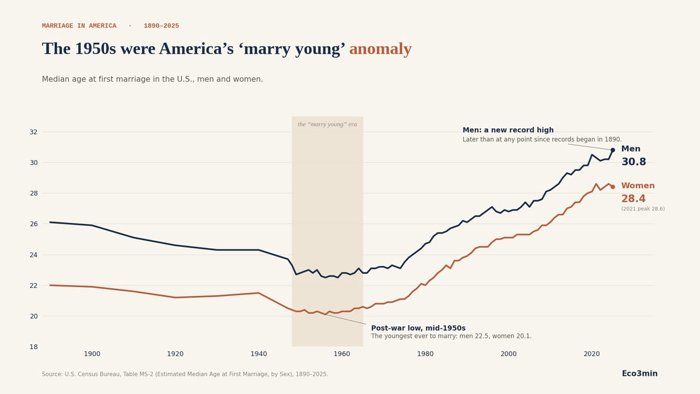 MARRIAGE IN AMERICA · 1890–2025
The 1950s were America’s ‘marry young’ anomaly
Median age at first marriage in the U.S., men and women.
the “marry young” era
Men: a new record high
Later than at any point since records began in 1890.
Men
30.8
Women
28.4
(2021 peak 28.6)
Post-war low, mid-1950s
The youngest ever to marry: men 22.5, women 20.1.
32
30
28
26
24
22
20
18
1900
1920
1940
1960
1980
2000
2020
Source: U.S. Census Bureau, Table MS-2 (Estimated Median Age at First Marriage, by Sex), 1890–2025.
Eco3min